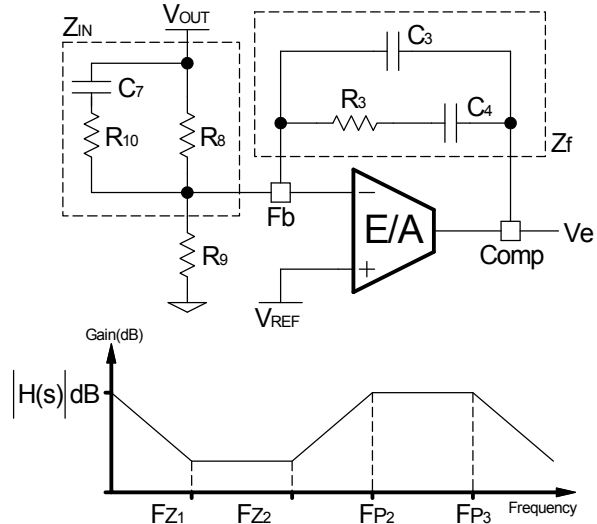 ZIN
VOUT
C3
C7
R3
C4
R10
R8
Zf
Fb
E/A
Ve
Comp
R9
VREF
Gain(dB)
|H(s)|dB
FZ1
FZ2
FP2
FP3
Frequency